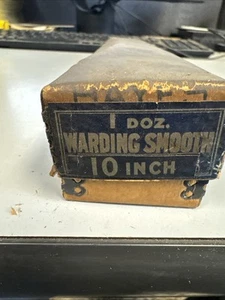 1 DOZ.
WARDING SMOOTH
10 INCH